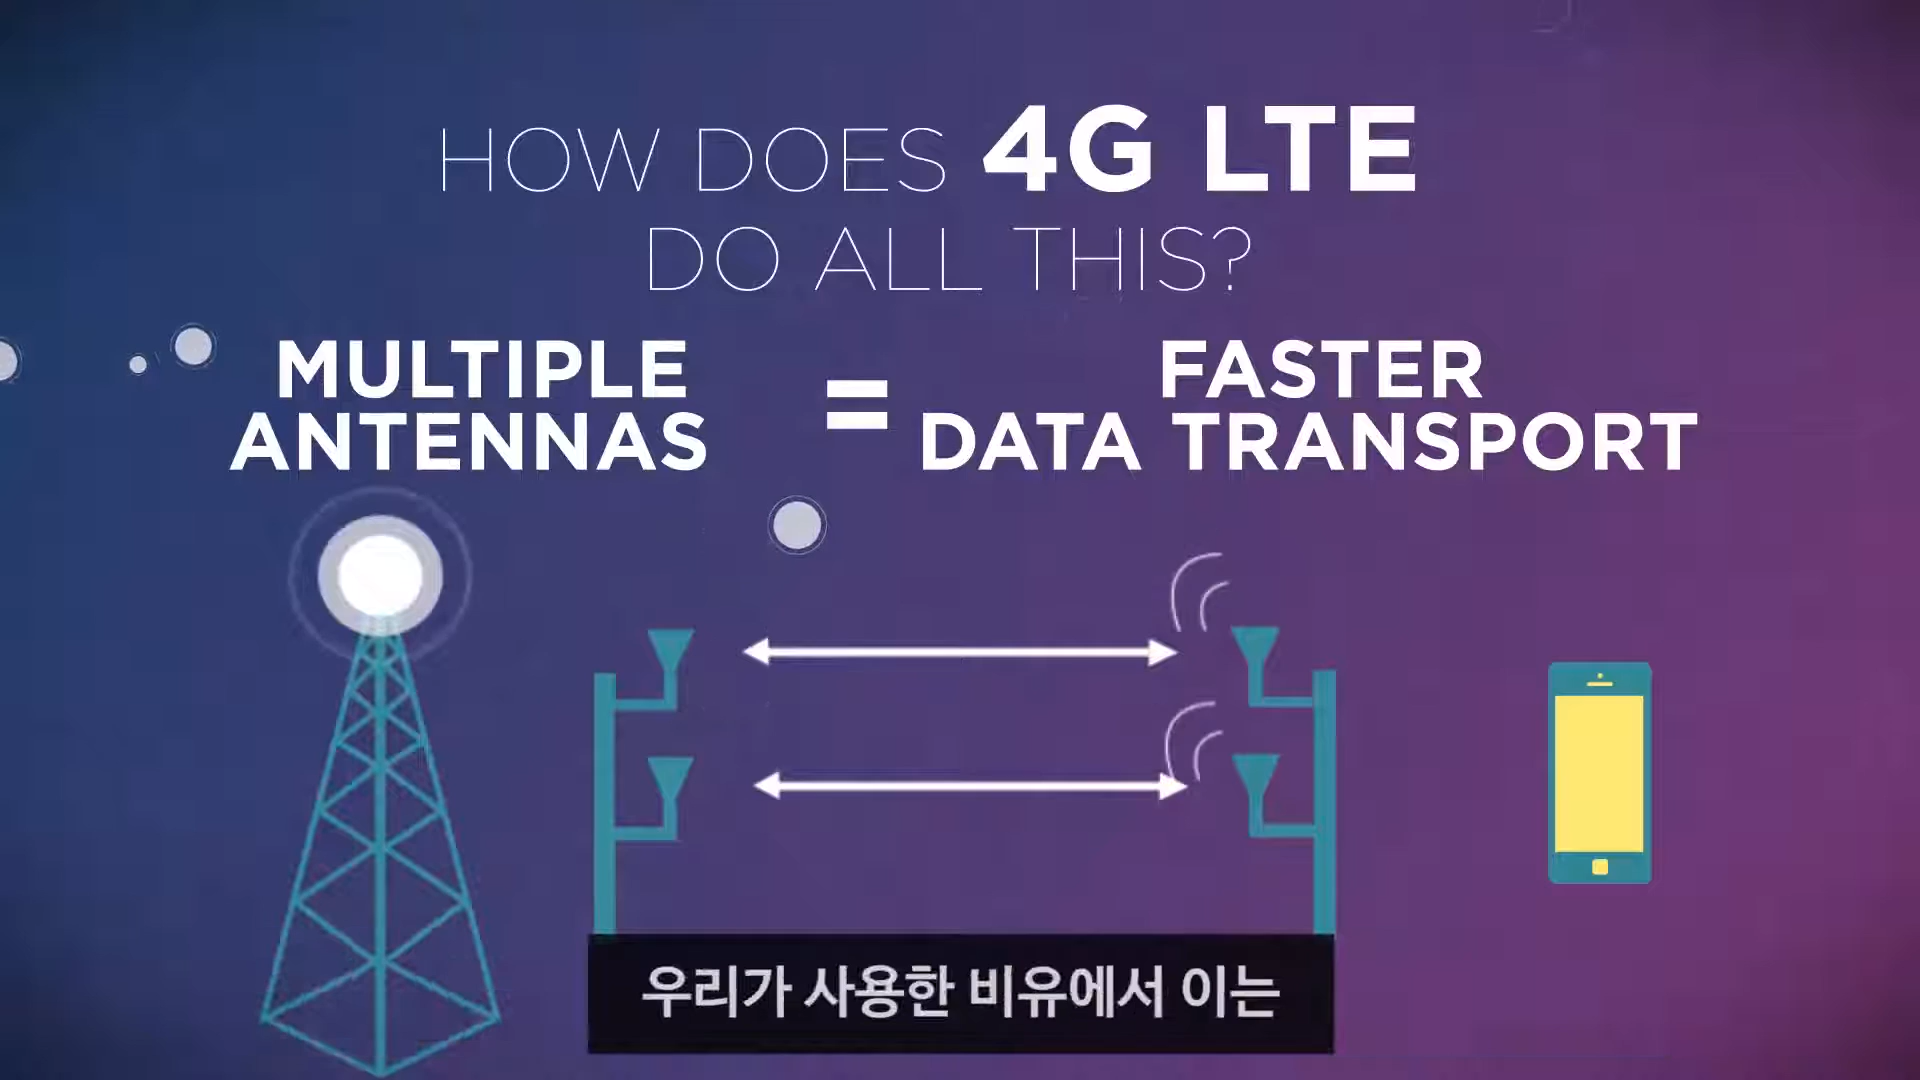 HOW DOES 4G LTE
DO ALL THIS?
MULTIPLE
ANTENNAS
=
FASTER
DATA TRANSPORT
우리가 사용한 비유에서 이는